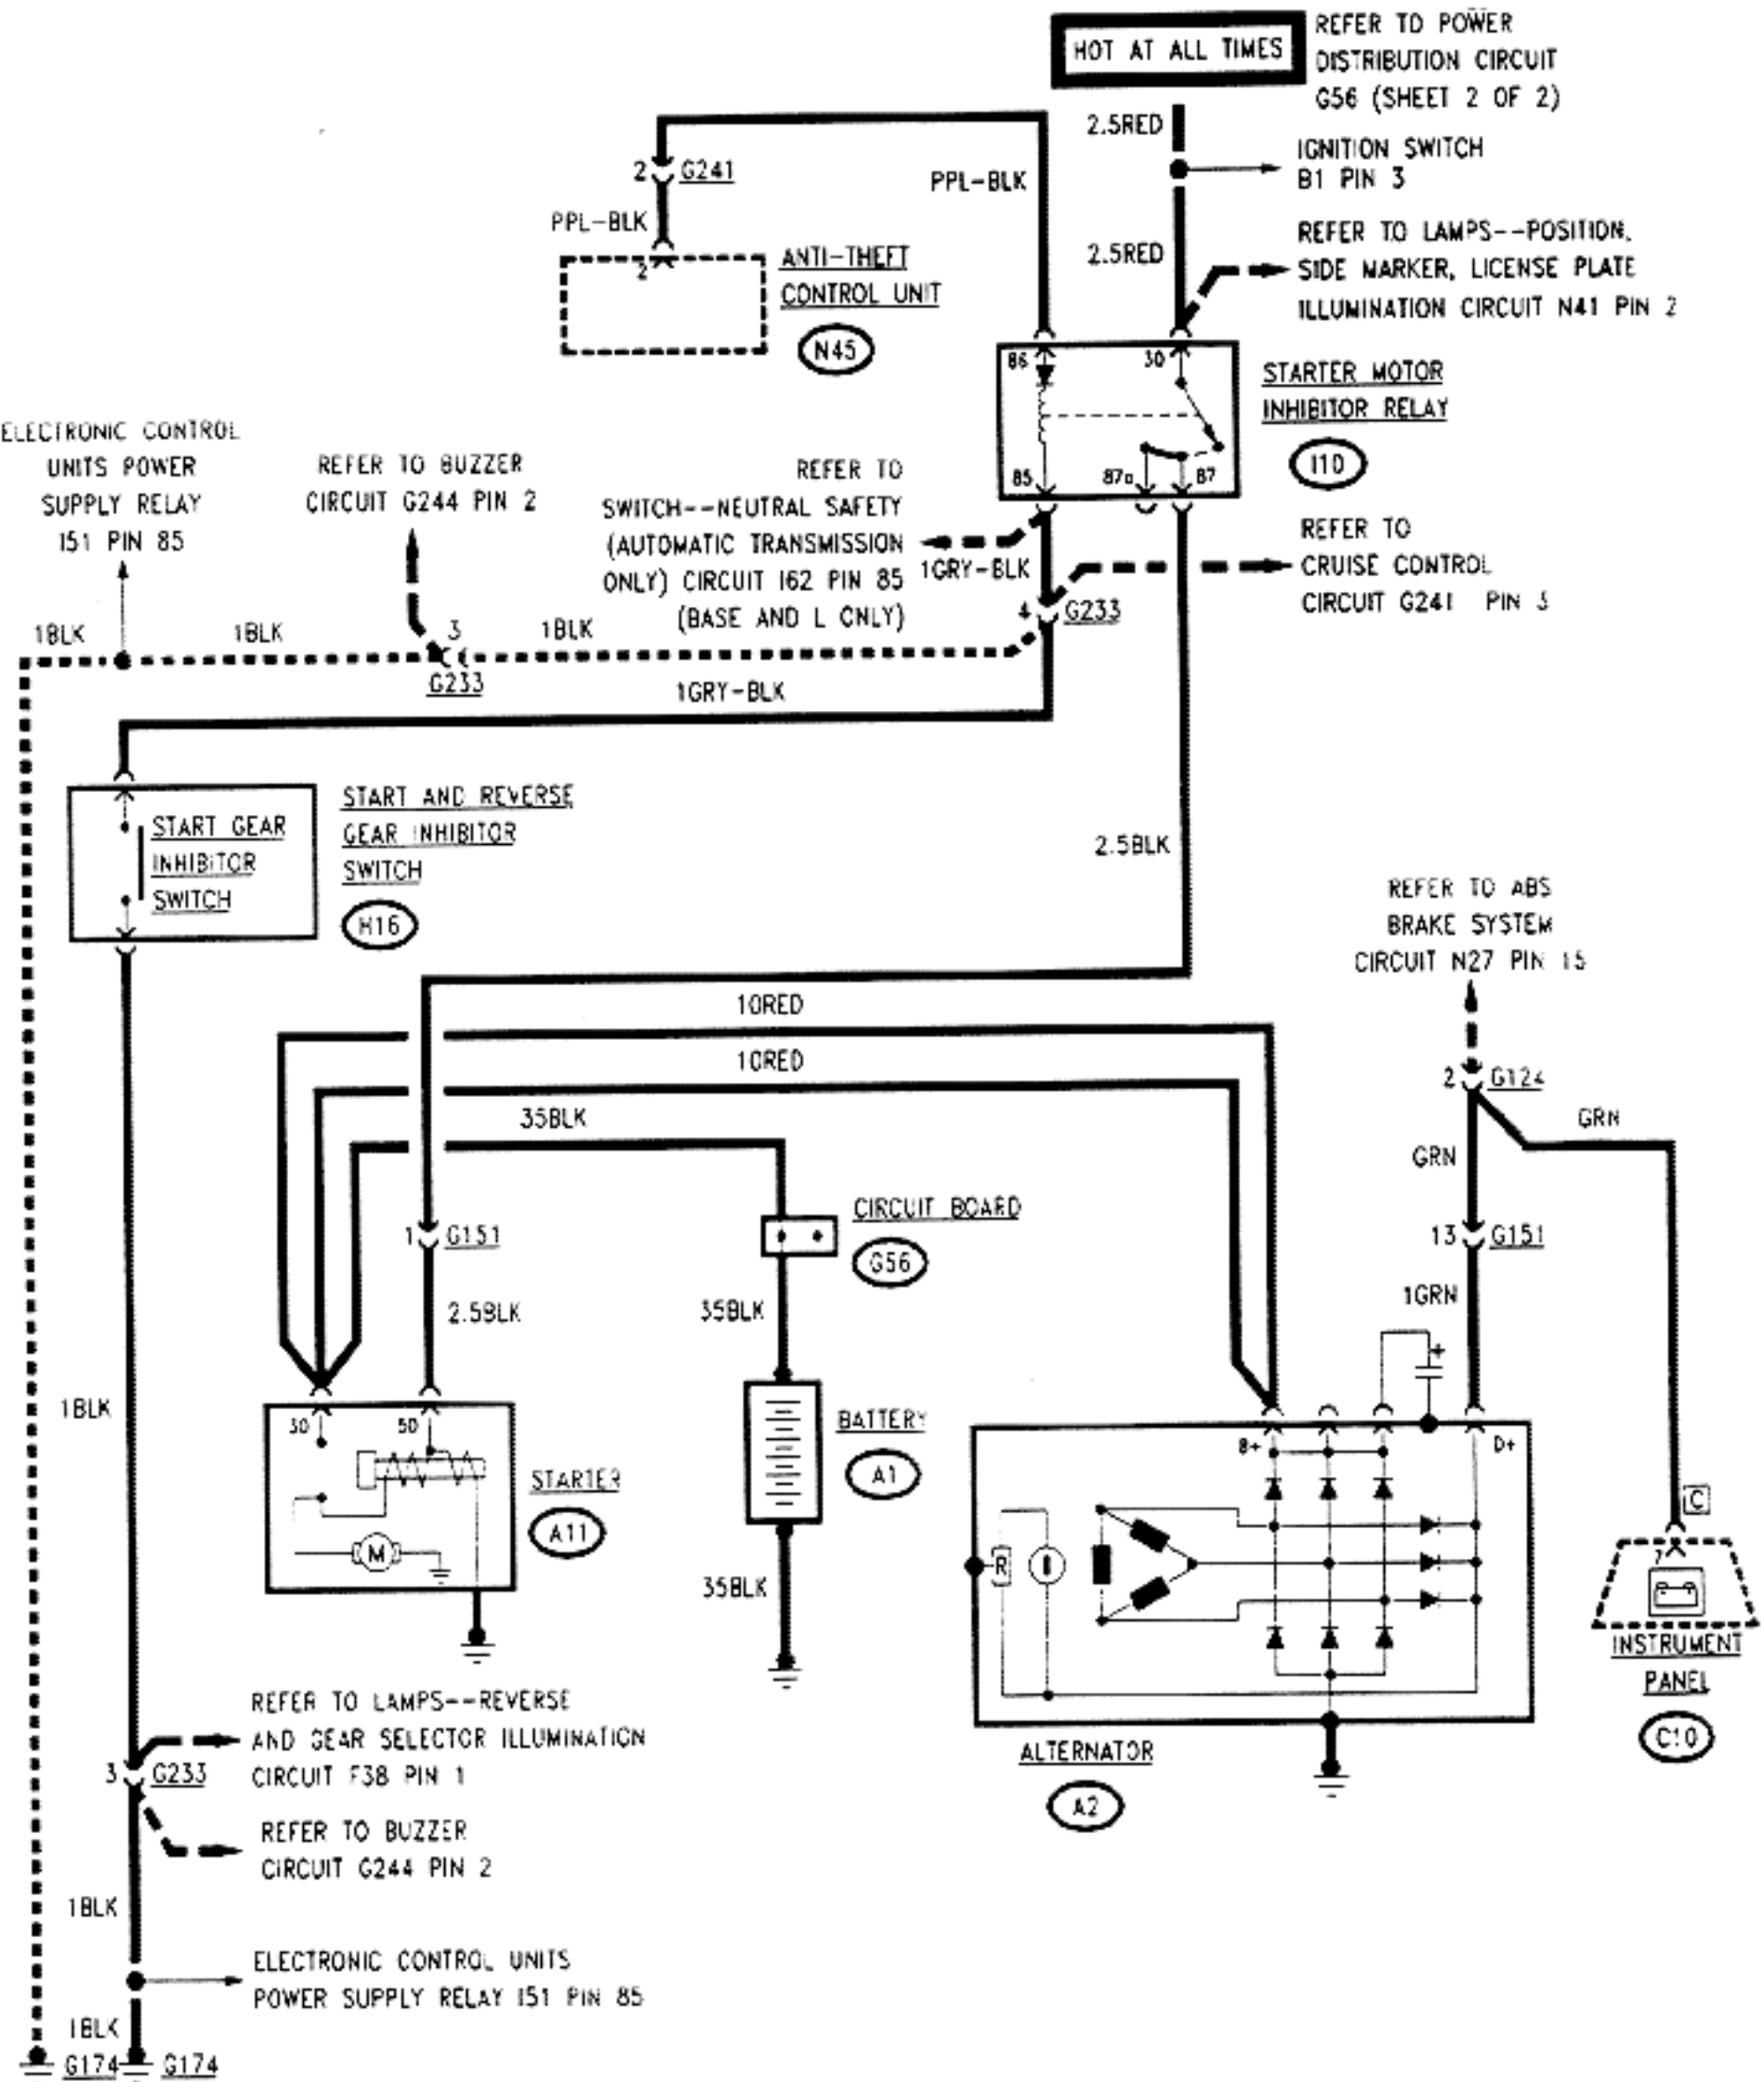 HOT AT ALL TIMES
REFER TO POWER
DISTRIBUTION CIRCUIT
G56 (SHEET 2 OF 2)
2.5RED
IGNITION SWITCH
B1 PIN 3
2 G241
PPL-BLK
PPL-BLK
2.5RED
REFER TO LAMPS--POSITION,
SIDE MARKER, LICENSE PLATE
ILLUMINATION CIRCUIT N41 PIN 2
2
ANTI-THEFT
CONTROL UNIT
N45
86
30
STARTER MOTOR
INHIBITOR RELAY
I10
85
87a
87
ELECTRONIC CONTROL
UNITS POWER
SUPPLY RELAY
I51 PIN 85
REFER TO BUZZER
CIRCUIT G244 PIN 2
REFER TO
SWITCH--NEUTRAL SAFETY
(AUTOMATIC TRANSMISSION
ONLY) CIRCUIT I62 PIN 85
(BASE AND L ONLY)
1GRY-BLK
REFER TO
CRUISE CONTROL
CIRCUIT G241 PIN 3
4 G233
1BLK
1BLK
3
G233
1BLK
1GRY-BLK
START GEAR
INHIBITOR
SWITCH
START AND REVERSE
GEAR INHIBITOR
SWITCH
H16
2.5BLK
REFER TO ABS
BRAKE SYSTEM
CIRCUIT N27 PIN 15
10RED
10RED
35BLK
2 G124
GRN
GRN
1 G151
CIRCUIT BOARD
G56
13 G151
2.5BLK
35BLK
1GRN
+
1BLK
30
50
STARTER
A11
M
BATTERY
A1
35BLK
B+
D+
R
ALTERNATOR
A2
C
7
INSTRUMENT
PANEL
C10
REFER TO LAMPS--REVERSE
AND GEAR SELECTOR ILLUMINATION
CIRCUIT F38 PIN 1
3 G233
REFER TO BUZZER
CIRCUIT G244 PIN 2
1BLK
ELECTRONIC CONTROL UNITS
POWER SUPPLY RELAY I51 PIN 85
1BLK
G174
G174